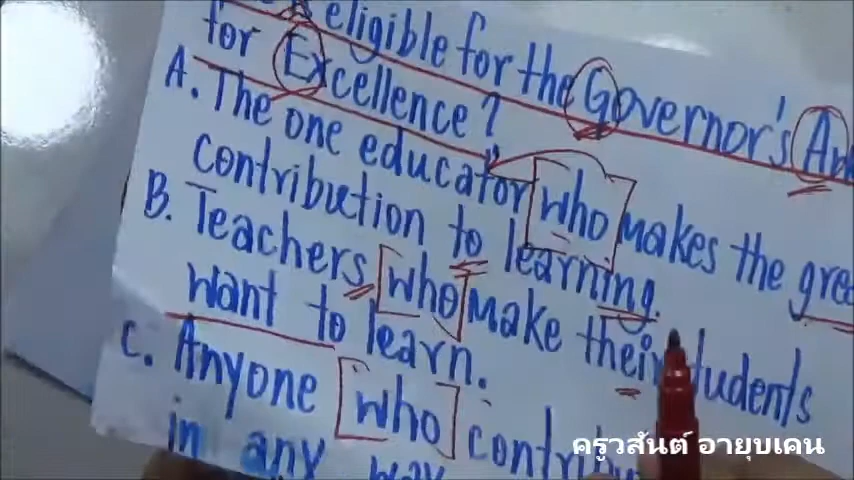 eligible for the Governor's
for Excellence?
A. The one educator who makes the
contribution to learning.
B. Teachers who make their students
want to learn.
C. Anyone who
in any way
ครูวสันต์ อายุบเคน